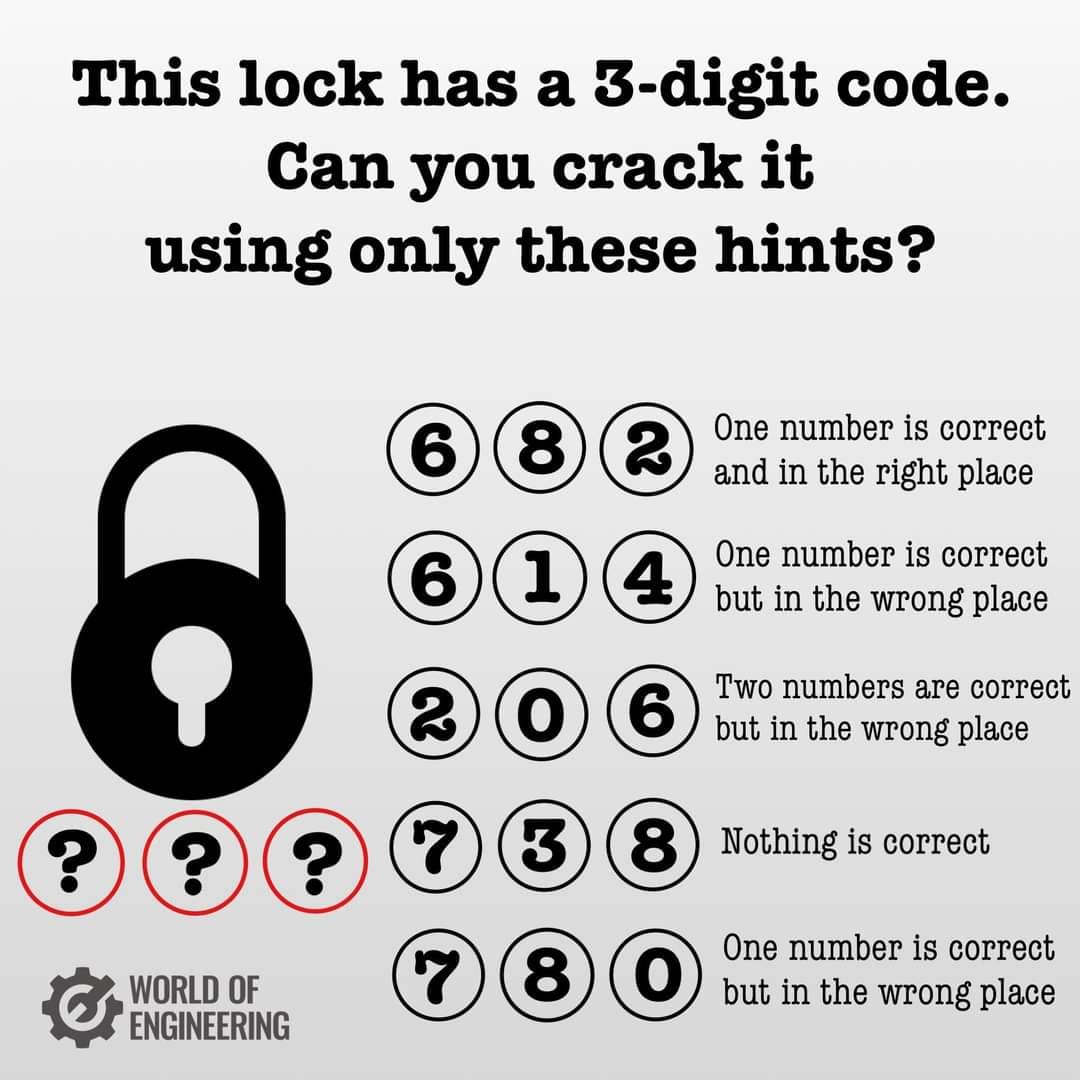 This lock has a 3-digit code.
Can you crack it
using only these hints?
6 8 2 One number is correct
and in the right place
6 1 4 One number is correct
but in the wrong place
2 0 6 Two numbers are correct
but in the wrong place
7 3 8 Nothing is correct
? ? ?
7 8 0 One number is correct
but in the wrong place
WORLD OF
ENGINEERING